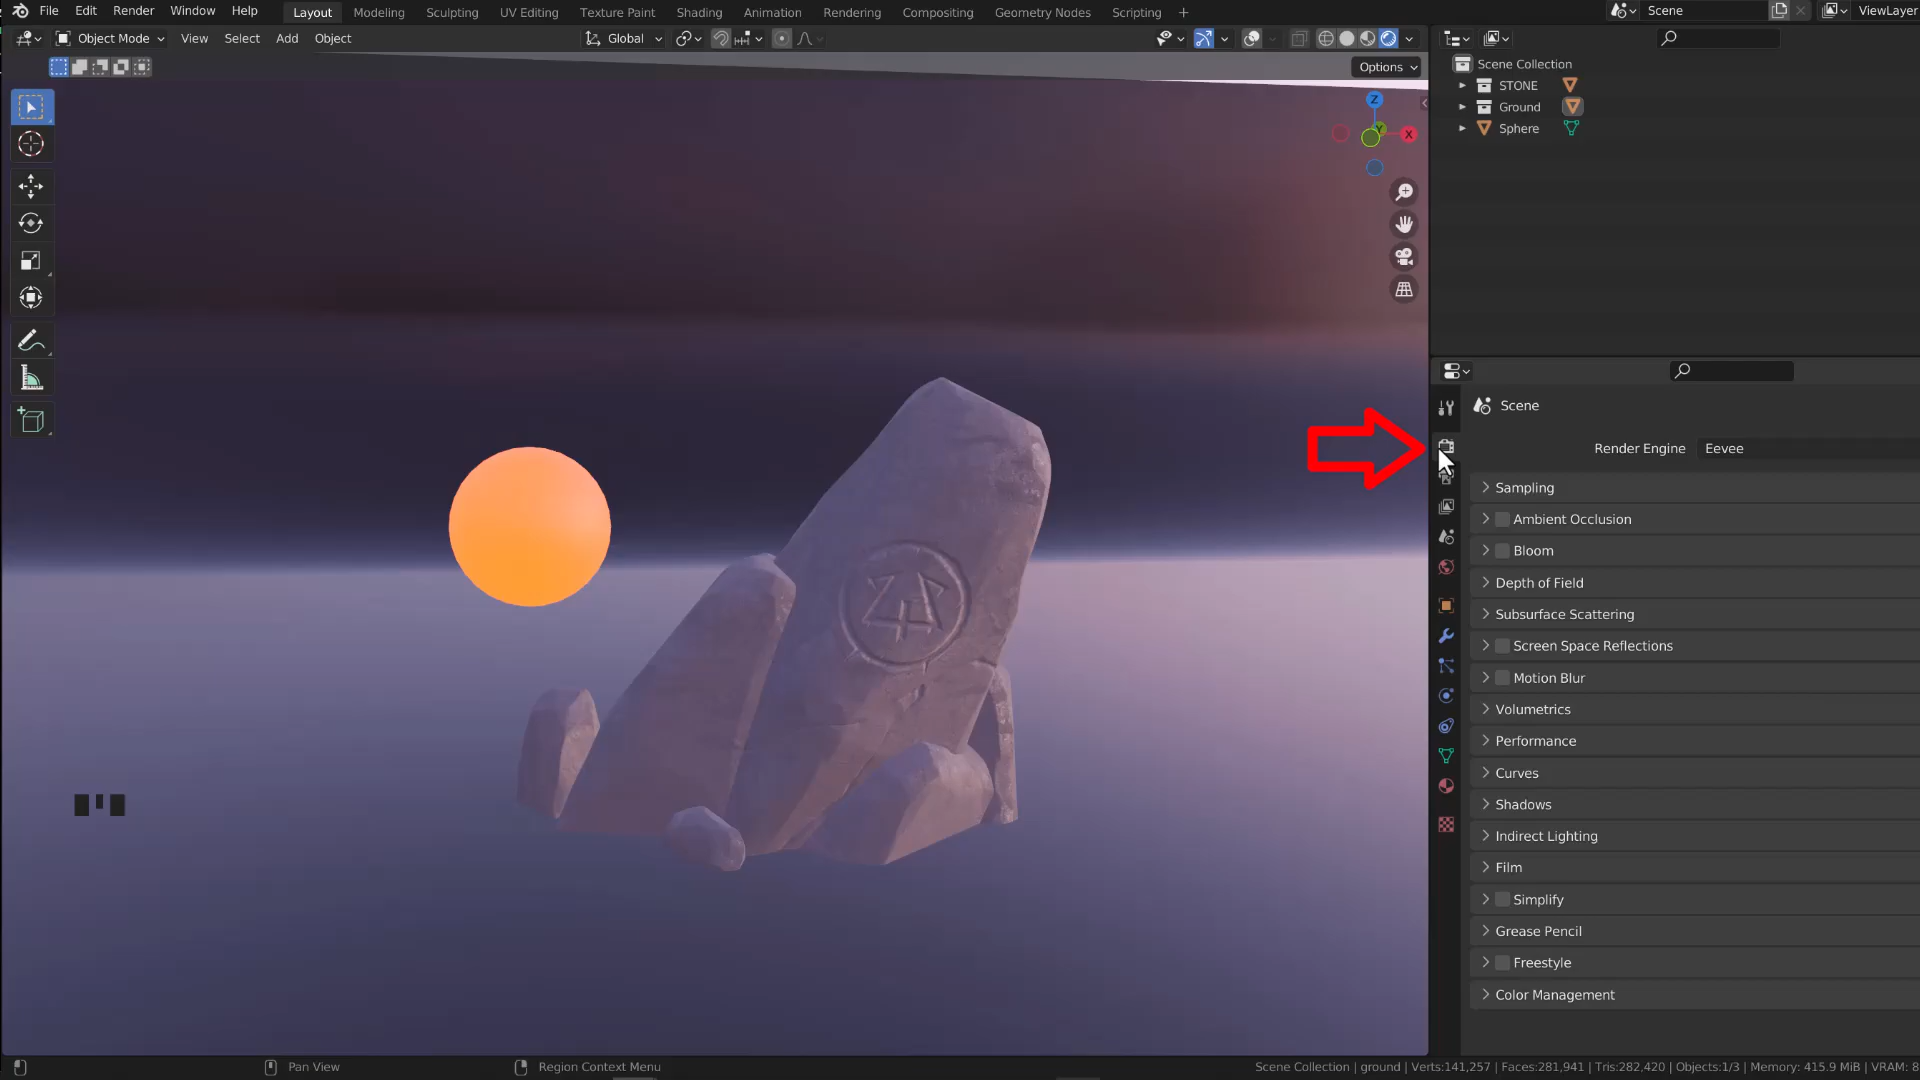 File Edit Render Window Help Layout Modeling Sculpting UV Editing Texture Paint Shading Animation Rendering Compositing Geometry Nodes Scripting + Scene ViewLayer
Object Mode View Select Add Object Global
Options
Z
Y
X
Scene Collection
STONE
Ground
Sphere
Scene
Render Engine Eevee
Sampling
Ambient Occlusion
Bloom
Depth of Field
Subsurface Scattering
Screen Space Reflections
Motion Blur
Volumetrics
Performance
Curves
Shadows
Indirect Lighting
Film
Simplify
Grease Pencil
Freestyle
Color Management
Pan View Region Context Menu Scene Collection | ground | Verts:141,257 | Faces:281,941 | Tris:282,420 | Objects:1/3 | Memory: 415.9 MiB | VRAM: 8